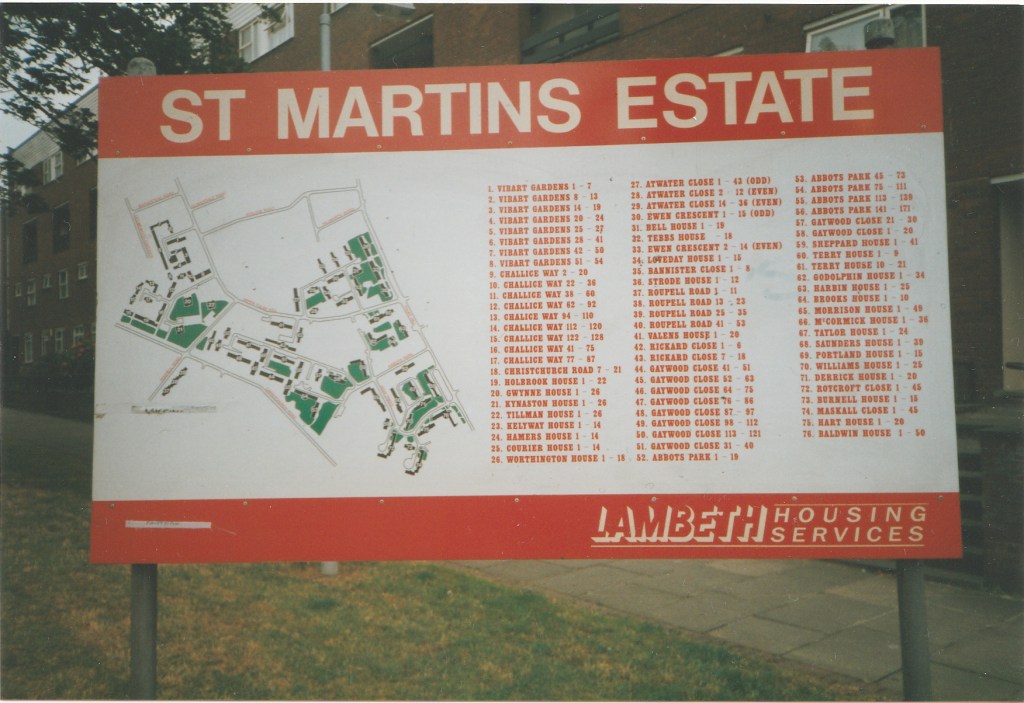 ST MARTINS ESTATE
1. VIBART GARDENS 1 - 7
2. VIBART GARDENS 8 - 13
3. VIBART GARDENS 14 - 19
4. VIBART GARDENS 20 - 24
5. VIBART GARDENS 25 - 27
6. VIBART GARDENS 28 - 41
7. VIBART GARDENS 42 - 50
8. VIBART GARDENS 51 - 54
9. CHALLICE WAY 2 - 20
10. CHALLICE WAY 22 - 36
11. CHALLICE WAY 38 - 60
12. CHALLICE WAY 62 - 92
13. CHALICE WAY 94 - 110
14. CHALLICE WAY 112 - 120
15. CHALLICE WAY 122 - 128
16. CHALLICE WAY 41 - 75
17. CHALLICE WAY 77 - 87
18. CHRISTCHURCH ROAD 7 - 21
19. HOLBROOK HOUSE 1 - 22
20. GWYNNE HOUSE 1 - 26
21. KYNASTON HOUSE 1 - 26
22. TILLMAN HOUSE 1 - 26
23. KELYWAY HOUSE 1 - 14
24. HAMERS HOUSE 1 - 14
25. COURIER HOUSE 1 - 14
26. WORTHINGTON HOUSE 1 - 18
27. ATWATER CLOSE 1 - 43 (ODD)
28. ATWATER CLOSE 2 - 12 (EVEN)
29. ATWATER CLOSE 14 - 36 (EVEN)
30. EWEN CRESCENT 1 - 15 (ODD)
31. BELL HOUSE 1 - 19
32. TEBBS HOUSE - 18
33. EWEN CRESCENT 2 - 14 (EVEN)
34. LOVEDAY HOUSE 1 - 15
35. BANNISTER CLOSE 1 - 8
36. STRODE HOUSE 1 - 12
37. ROUPELL ROAD 1 - 11
38. ROUPELL ROAD 13 - 23
39. ROUPELL ROAD 25 - 35
40. ROUPELL ROAD 41 - 53
41. VALENS HOUSE 1 - 20
42. RICKARD CLOSE 1 - 6
43. RICKARD CLOSE 7 - 18
44. GAYWOOD CLOSE 41 - 51
45. GAYWOOD CLOSE 52 - 63
46. GAYWOOD CLOSE 64 - 75
47. GAYWOOD CLOSE 76 - 86
48. GAYWOOD CLOSE 87 - 97
49. GAYWOOD CLOSE 98 - 112
50. GAYWOOD CLOSE 113 - 121
51. GAYWOOD CLOSE 31 - 40
52. ABBOTS PARK 1 - 19
53. ABBOTS PARK 45 - 73
54. ABBOTS PARK 75 - 111
55. ABBOTS PARK 113 - 139
56. ABBOTS PARK 141 - 171
57. GAYWOOD CLOSE 21 - 30
58. GAYWOOD CLOSE 1 - 20
59. SHEPPARD HOUSE 1 - 41
60. TERRY HOUSE 1 - 9
61. TERRY HOUSE 10 - 21
62. GODOLPHIN HOUSE 1 - 36
63. HARBIN HOUSE 1 - 25
64. BROOKS HOUSE 1 - 10
65. MORRISON HOUSE 1 - 49
66. McCORMICK HOUSE 1 - 36
67. TAYLOR HOUSE 1 - 24
68. SAUNDERS HOUSE 1 - 39
69. PORTLAND HOUSE 1 - 15
70. WILLIAMS HOUSE 1 - 25
71. DERRICK HOUSE 1 - 20
72. ROYCROFT CLOSE 1 - 45
73. BURNELL HOUSE 1 - 15
74. MASKALL CLOSE 1 - 45
75. HART HOUSE 1 - 20
76. BALDWIN HOUSE 1 - 50
LAMBETH HOUSING
SERVICES